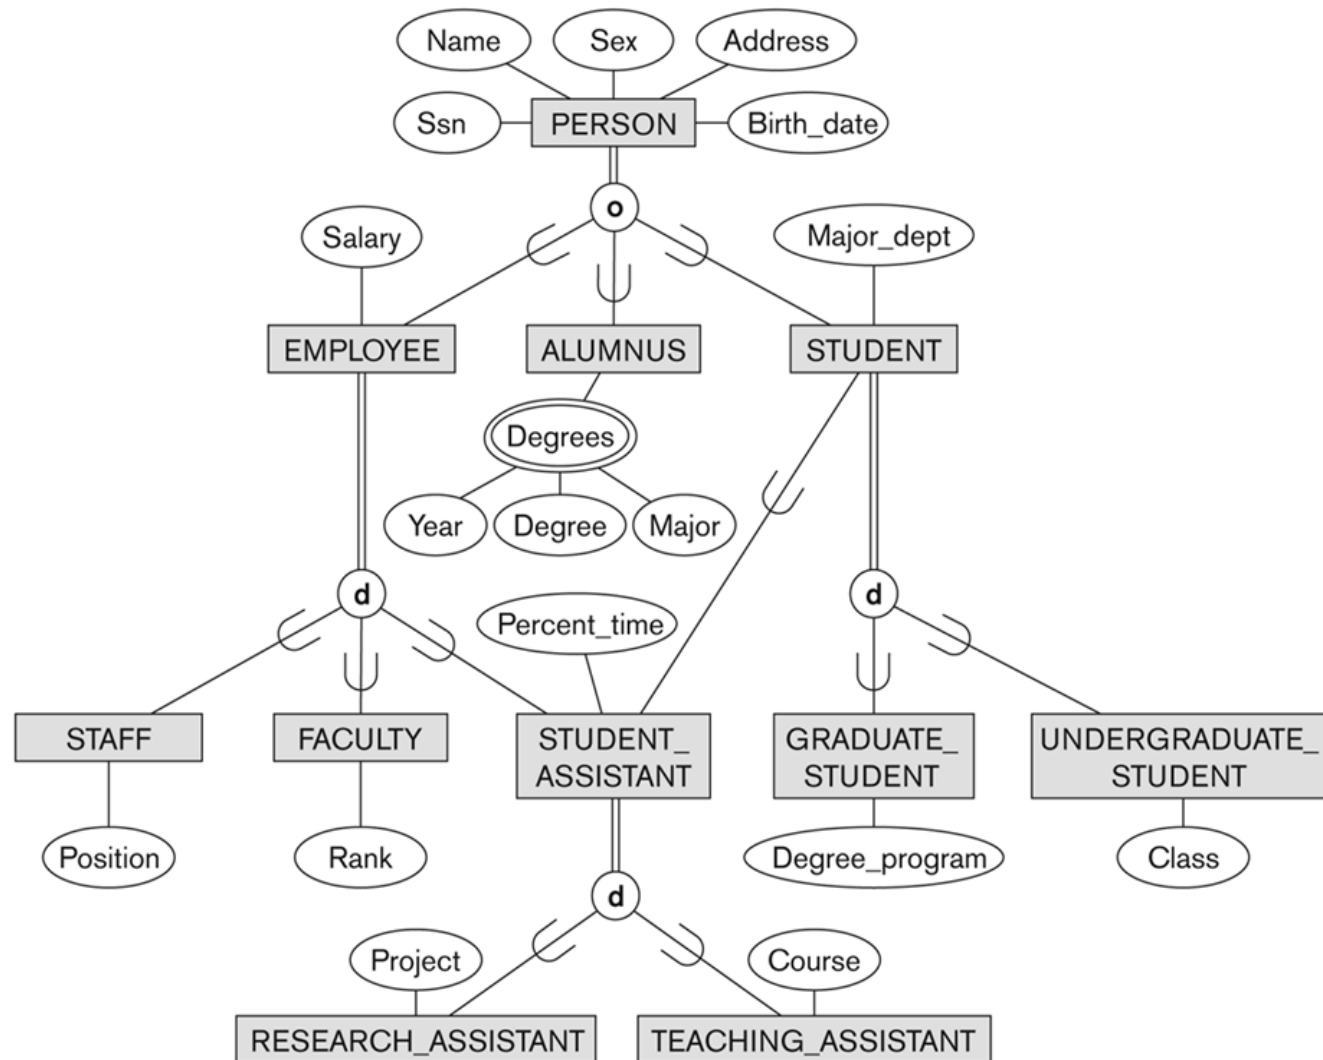 Name
Sex
Address
Ssn
PERSON
Birth_date
o
Salary
Major_dept
EMPLOYEE
ALUMNUS
STUDENT
Degrees
Year
Degree
Major
d
d
Percent_time
STAFF
FACULTY
STUDENT_
ASSISTANT
GRADUATE_
STUDENT
UNDERGRADUATE_
STUDENT
Position
Rank
Degree_program
Class
d
Project
Course
RESEARCH_ASSISTANT
TEACHING_ASSISTANT